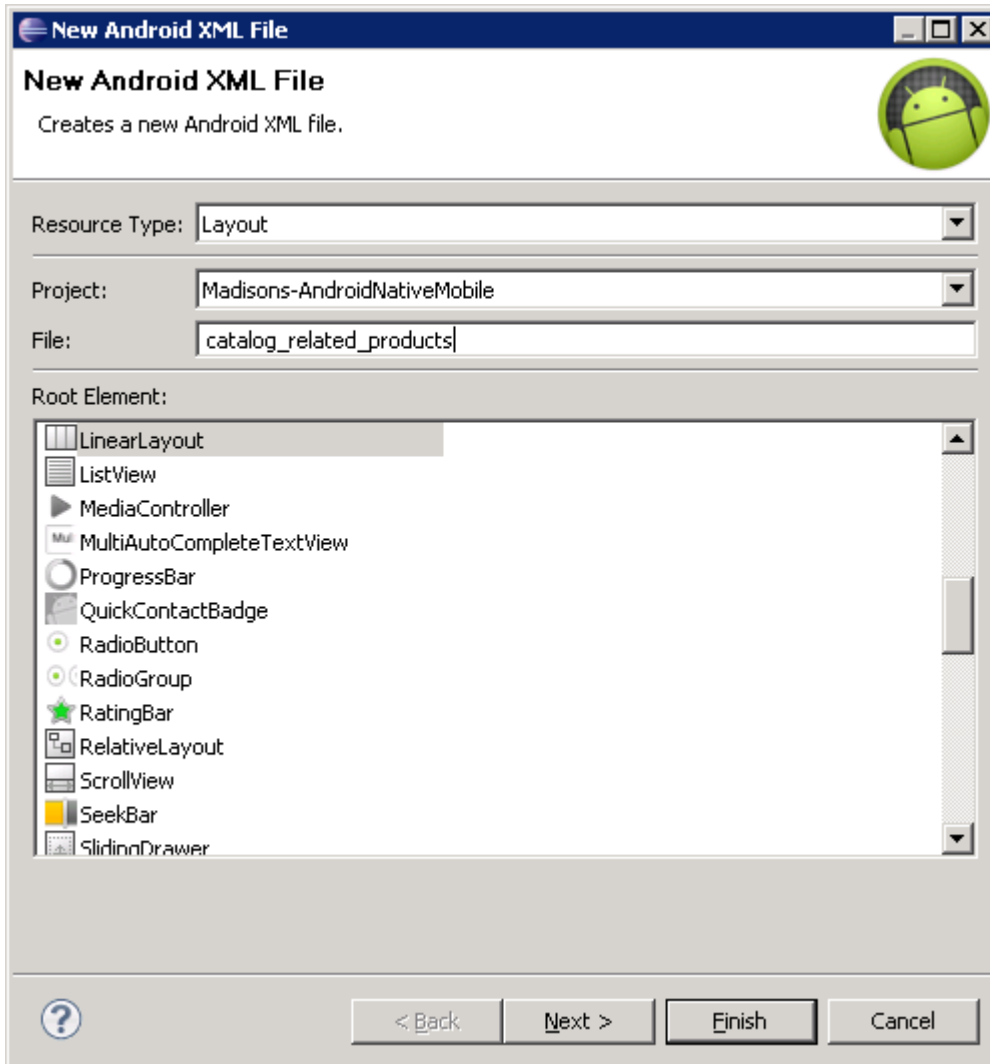 New Android XML File
New Android XML File
Creates a new Android XML file.
Resource Type: Layout
Project: Madisons-AndroidNativeMobile
File: catalog_related_products
Root Element:
LinearLayout
ListView
MediaController
Mul MultiAutoCompleteTextView
ProgressBar
QuickContactBadge
RadioButton
RadioGroup
RatingBar
RelativeLayout
ScrollView
SeekBar
SlidingDrawer
? < Back Next > Finish Cancel